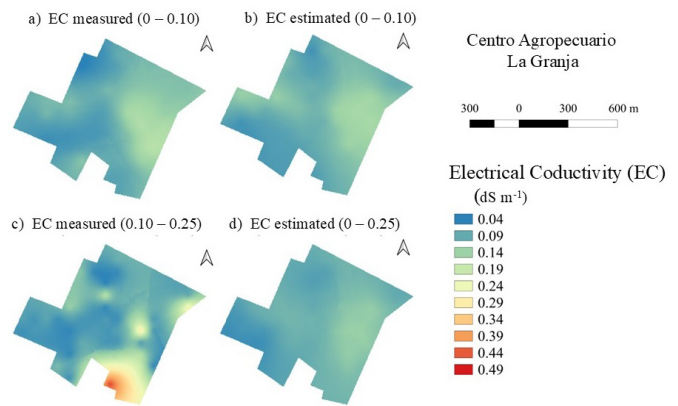 a) EC measured (0 – 0.10)
b) EC estimated (0 – 0.10)
Centro Agropecuario
La Granja
300 0 300 600 m
Electrical Coductivity (EC)
(dS m-1)
0.04
0.09
0.14
0.19
0.24
0.29
0.34
0.39
0.44
0.49
c) EC measured (0.10 – 0.25)
d) EC estimated (0 – 0.25)